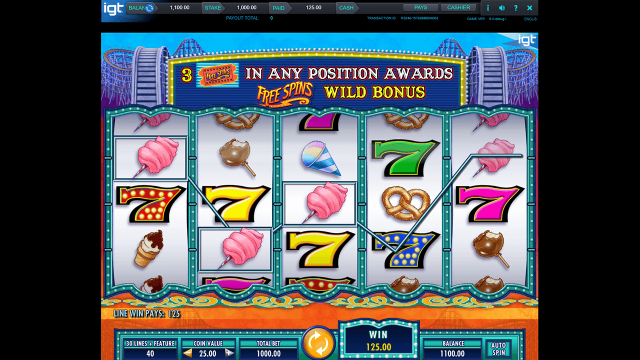 igt BALANCE 1,100.00 STAKE 1,000.00 PAID 125.00 CASH PAYS CASHIER i ? X
PAYOUT TOTAL 0 TRANSACTION ID
igt
3 IN ANY POSITION AWARDS
FREE SPINS WILD BONUS
LINE WIN PAYS: 125
30 LINES + FEATURE COIN VALUE TOTAL BET WIN BALANCE AUTO
40 25.00 1000.00 125.00 1100.00 SPIN